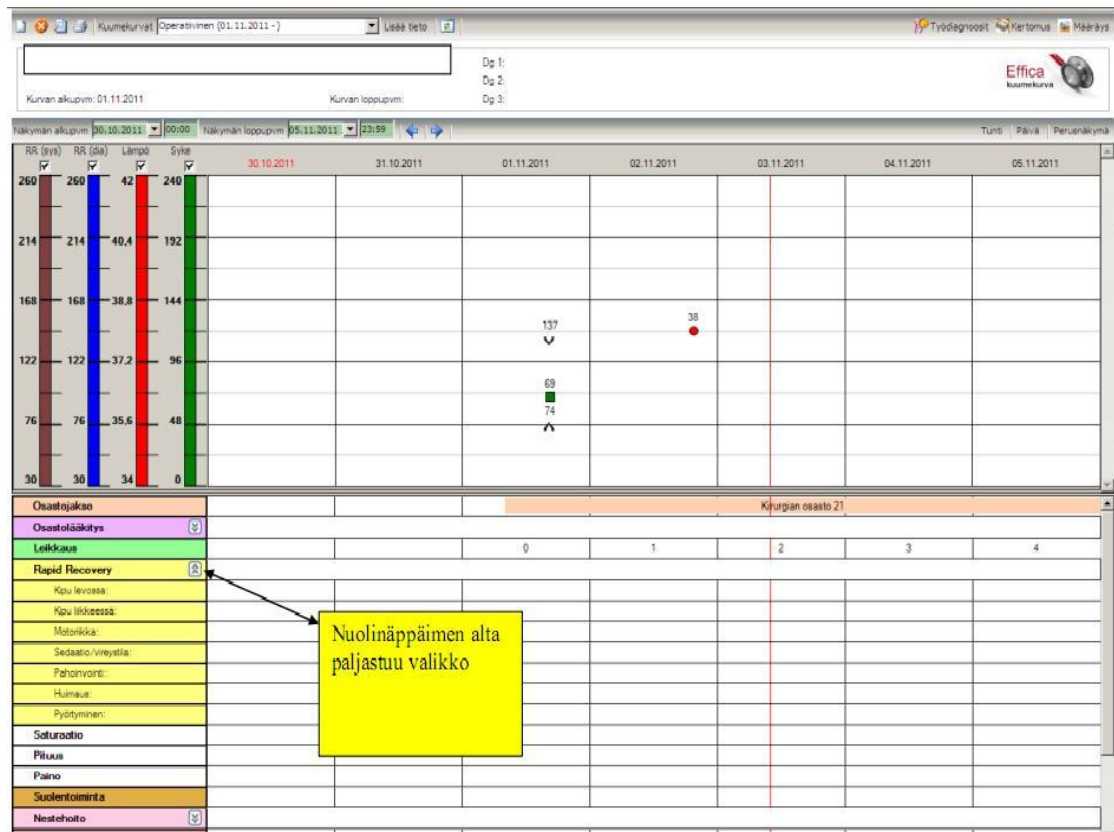 Kuumekurvat Operatiivinen (01.11.2011 - ) Lisää tieto Työdiagnoosit Kertomus Määräys
Dg 1:
Dg 2:
Kurvan alkupvm: 01.11.2011 Kurvan loppupvm: Dg 3:
Effica
kuumekurva
Näkymän alkupvm 30.10.2011 00:00 Näkymän loppupvm 05.11.2011 23:59 Tunti Päivä Perusnäkymä
RR (sys) RR (dia) Lämpö Syke
30.10.2011 31.10.2011 01.11.2011 02.11.2011 03.11.2011 04.11.2011 05.11.2011
260 260 42 240
214 214 40,4 192
168 168 38,8 144
38
137
122 122 37,2 96
69
74
76 76 35,6 48
30 30 34 0
Osastojakso Kirurgian osasto 21
Osastolääkitys
Leikkaus 0 1 2 3 4
Rapid Recovery
Kipu levossa:
Kipu liikkeessä:
Motoriikka:
Sedaatio/vireystila:
Pahoinvointi:
Huimaus:
Pyörtyminen:
Nuolinäppäimen alta
paljastuu valikko
Saturaatio
Pituus
Paino
Suolentoiminta
Nestehoito